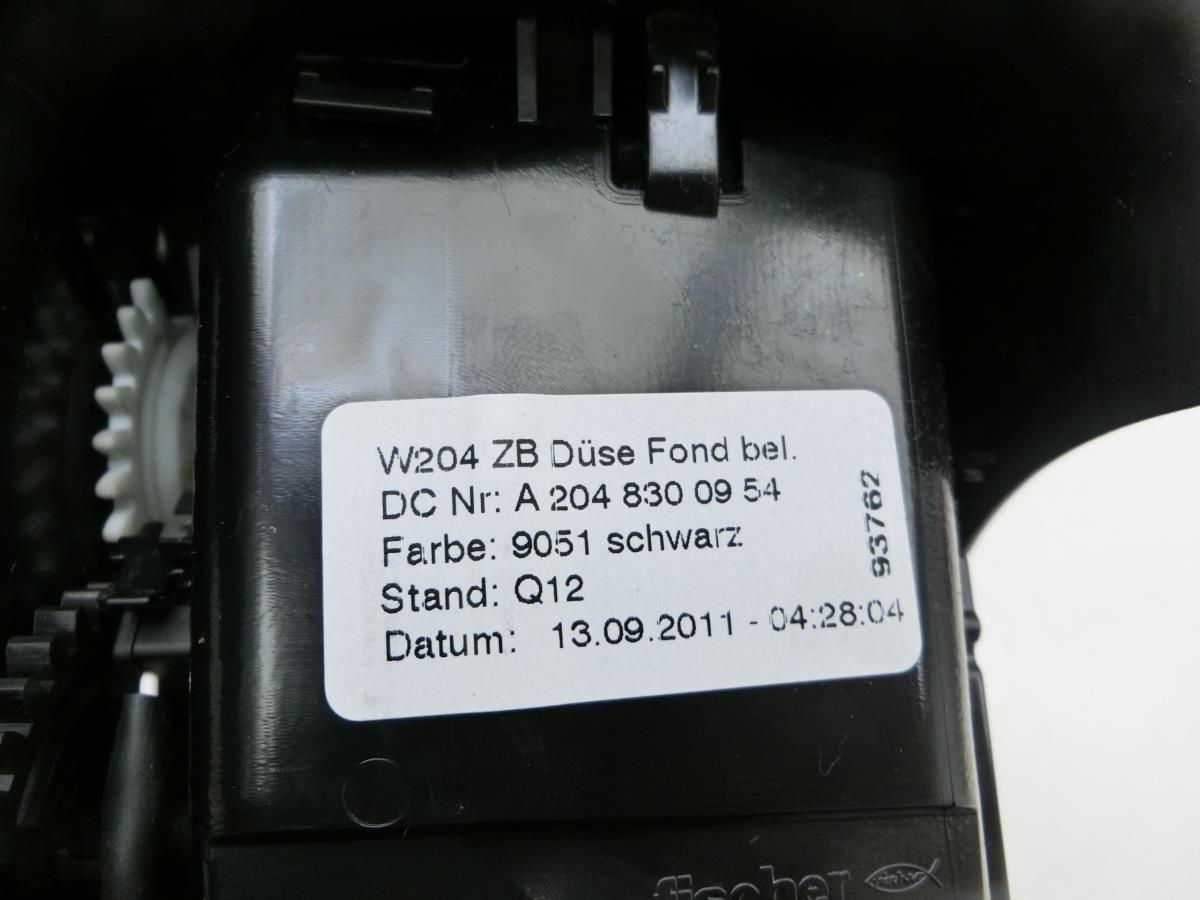 W204 ZB Düse Fond bel.
DC Nr: A 204 830 09 54
Farbe: 9051 schwarz
Stand: Q12
Datum: 13.09.2011 - 04:28:04
93762
fischer
fischer